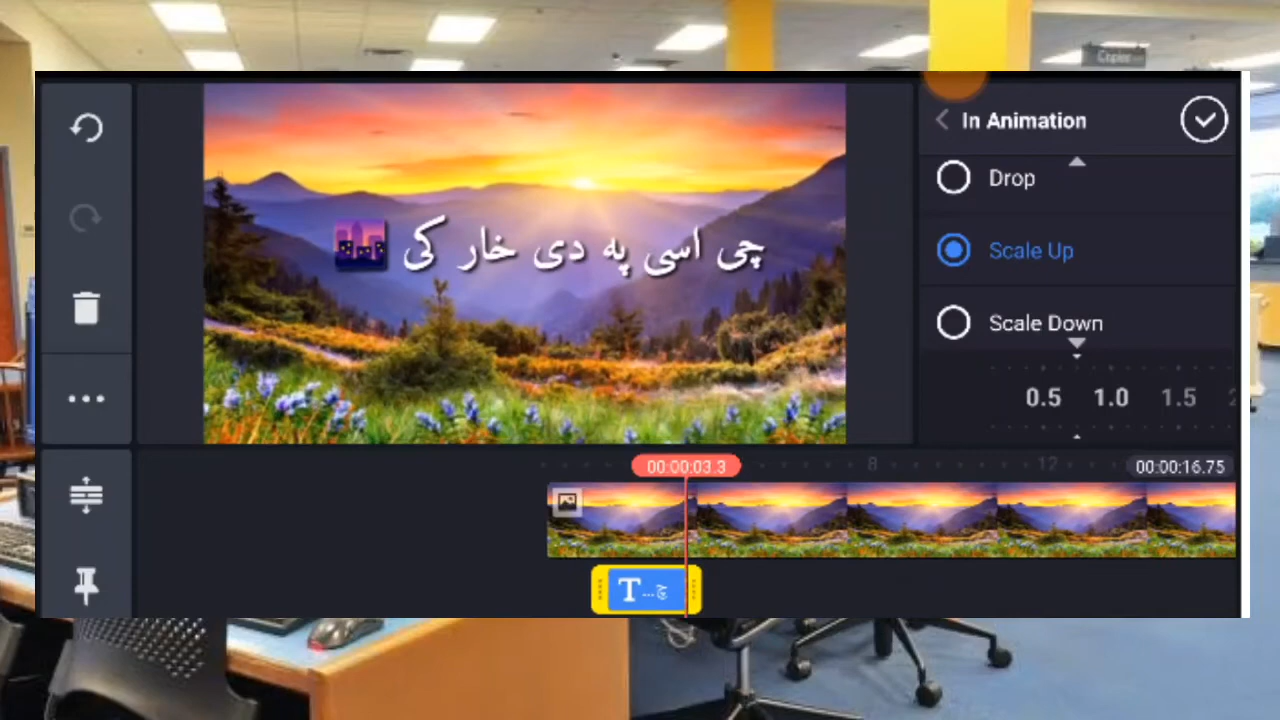 Copier
In Animation
Drop
Scale Up
Scale Down
0.5 1.0 1.5
چی اسی په دی خار کی
00:00:03.3
8
12
00:00:16.75
T...چ